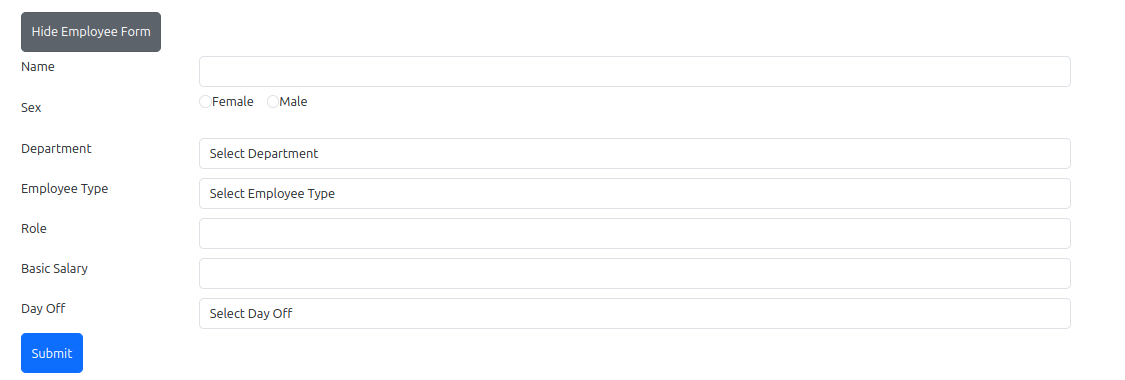 Hide Employee Form
Name
Sex Female Male
Department Select Department
Employee Type Select Employee Type
Role
Basic Salary
Day Off Select Day Off
Submit